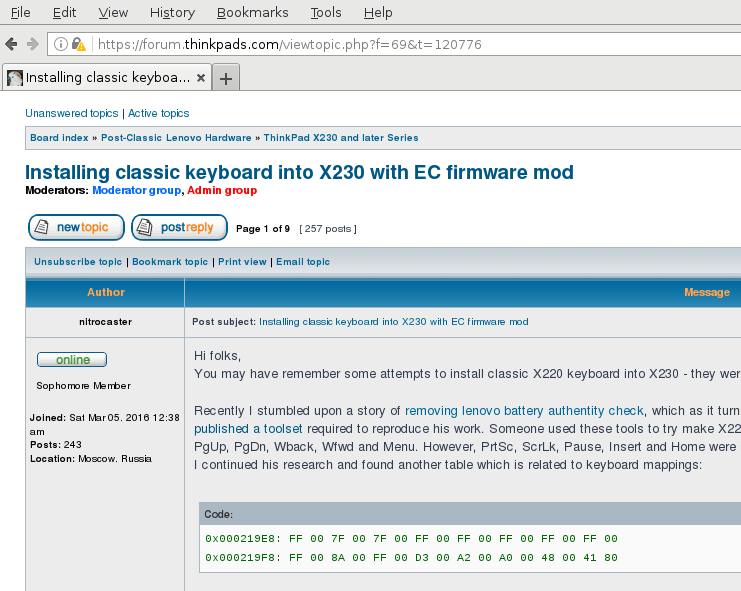 File Edit View History Bookmarks Tools Help
https://forum.thinkpads.com/viewtopic.php?f=69&t=120776
Installing classic keyboa... ×
Unanswered topics | Active topics
Board index » Post-Classic Lenovo Hardware » ThinkPad X230 and later Series
Installing classic keyboard into X230 with EC firmware mod
Moderators: Moderator group, Admin group
newtopic postreply Page 1 of 9 [ 257 posts ]
Unsubscribe topic | Bookmark topic | Print view | Email topic
Author Message
nitrocaster Post subject: Installing classic keyboard into X230 with EC firmware mod
online
Sophomore Member
Joined: Sat Mar 05, 2016 12:38
am
Posts: 243
Location: Moscow, Russia
Hi folks,
You may have remember some attempts to install classic X220 keyboard into X230 - they wer
Recently I stumbled upon a story of removing lenovo battery authentity check, which as it turn
published a toolset required to reproduce his work. Someone used these tools to try make X22
PgUp, PgDn, Wback, Wfwd and Menu. However, PrtSc, ScrLk, Pause, Insert and Home were
I continued his research and found another table which is related to keyboard mappings:
Code:
0x000219E8: FF 00 7F 00 7F 00 FF 00 FF 00 FF 00 FF 00 FF 00
0x000219F8: FF 00 8A 00 FF 00 D3 00 A2 00 A0 00 48 00 41 80